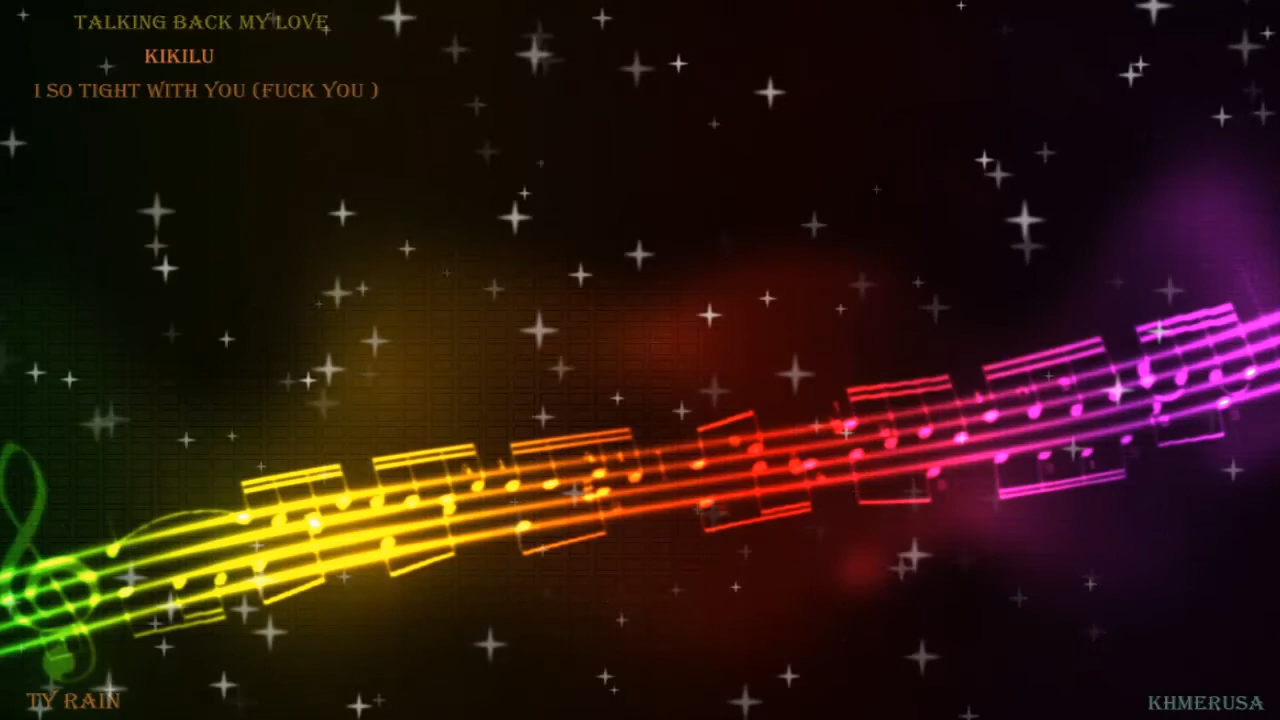 TALKING BACK MY LOVE
KIKILU
I SO TIGHT WITH YOU (FUCK YOU )
TY RAIN
KHMERUSA